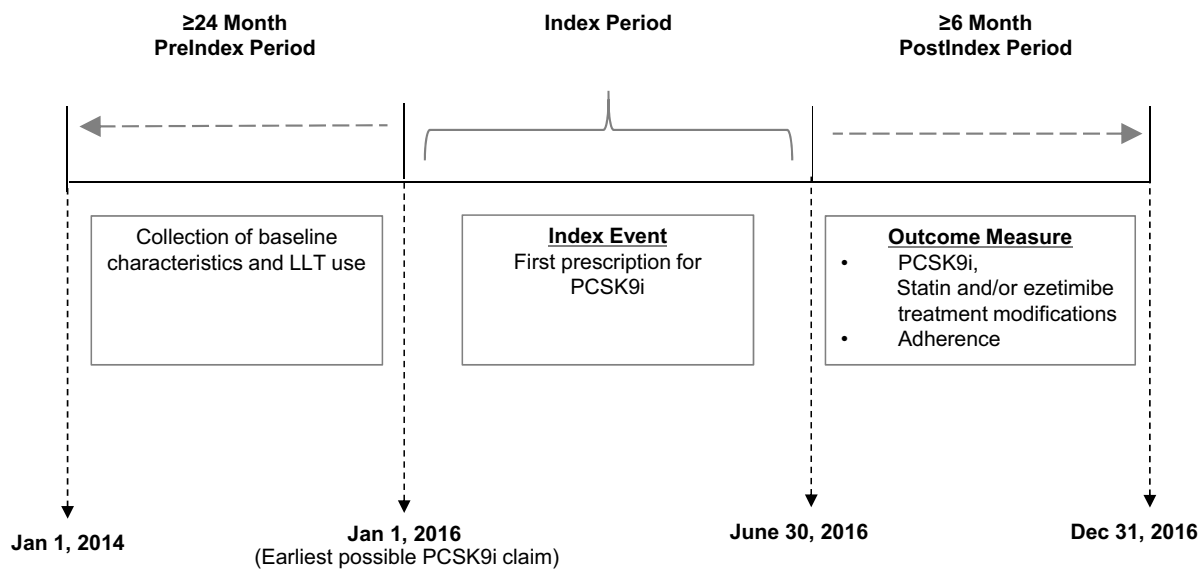 ≥24 Month
PreIndex Period
Index Period
≥6 Month
PostIndex Period
Collection of baseline
characteristics and LLT use
Index Event
First prescription for
PCSK9i
Outcome Measure
• PCSK9i,
Statin and/or ezetimibe
treatment modifications
• Adherence
Jan 1, 2014
Jan 1, 2016
(Earliest possible PCSK9i claim)
June 30, 2016
Dec 31, 2016